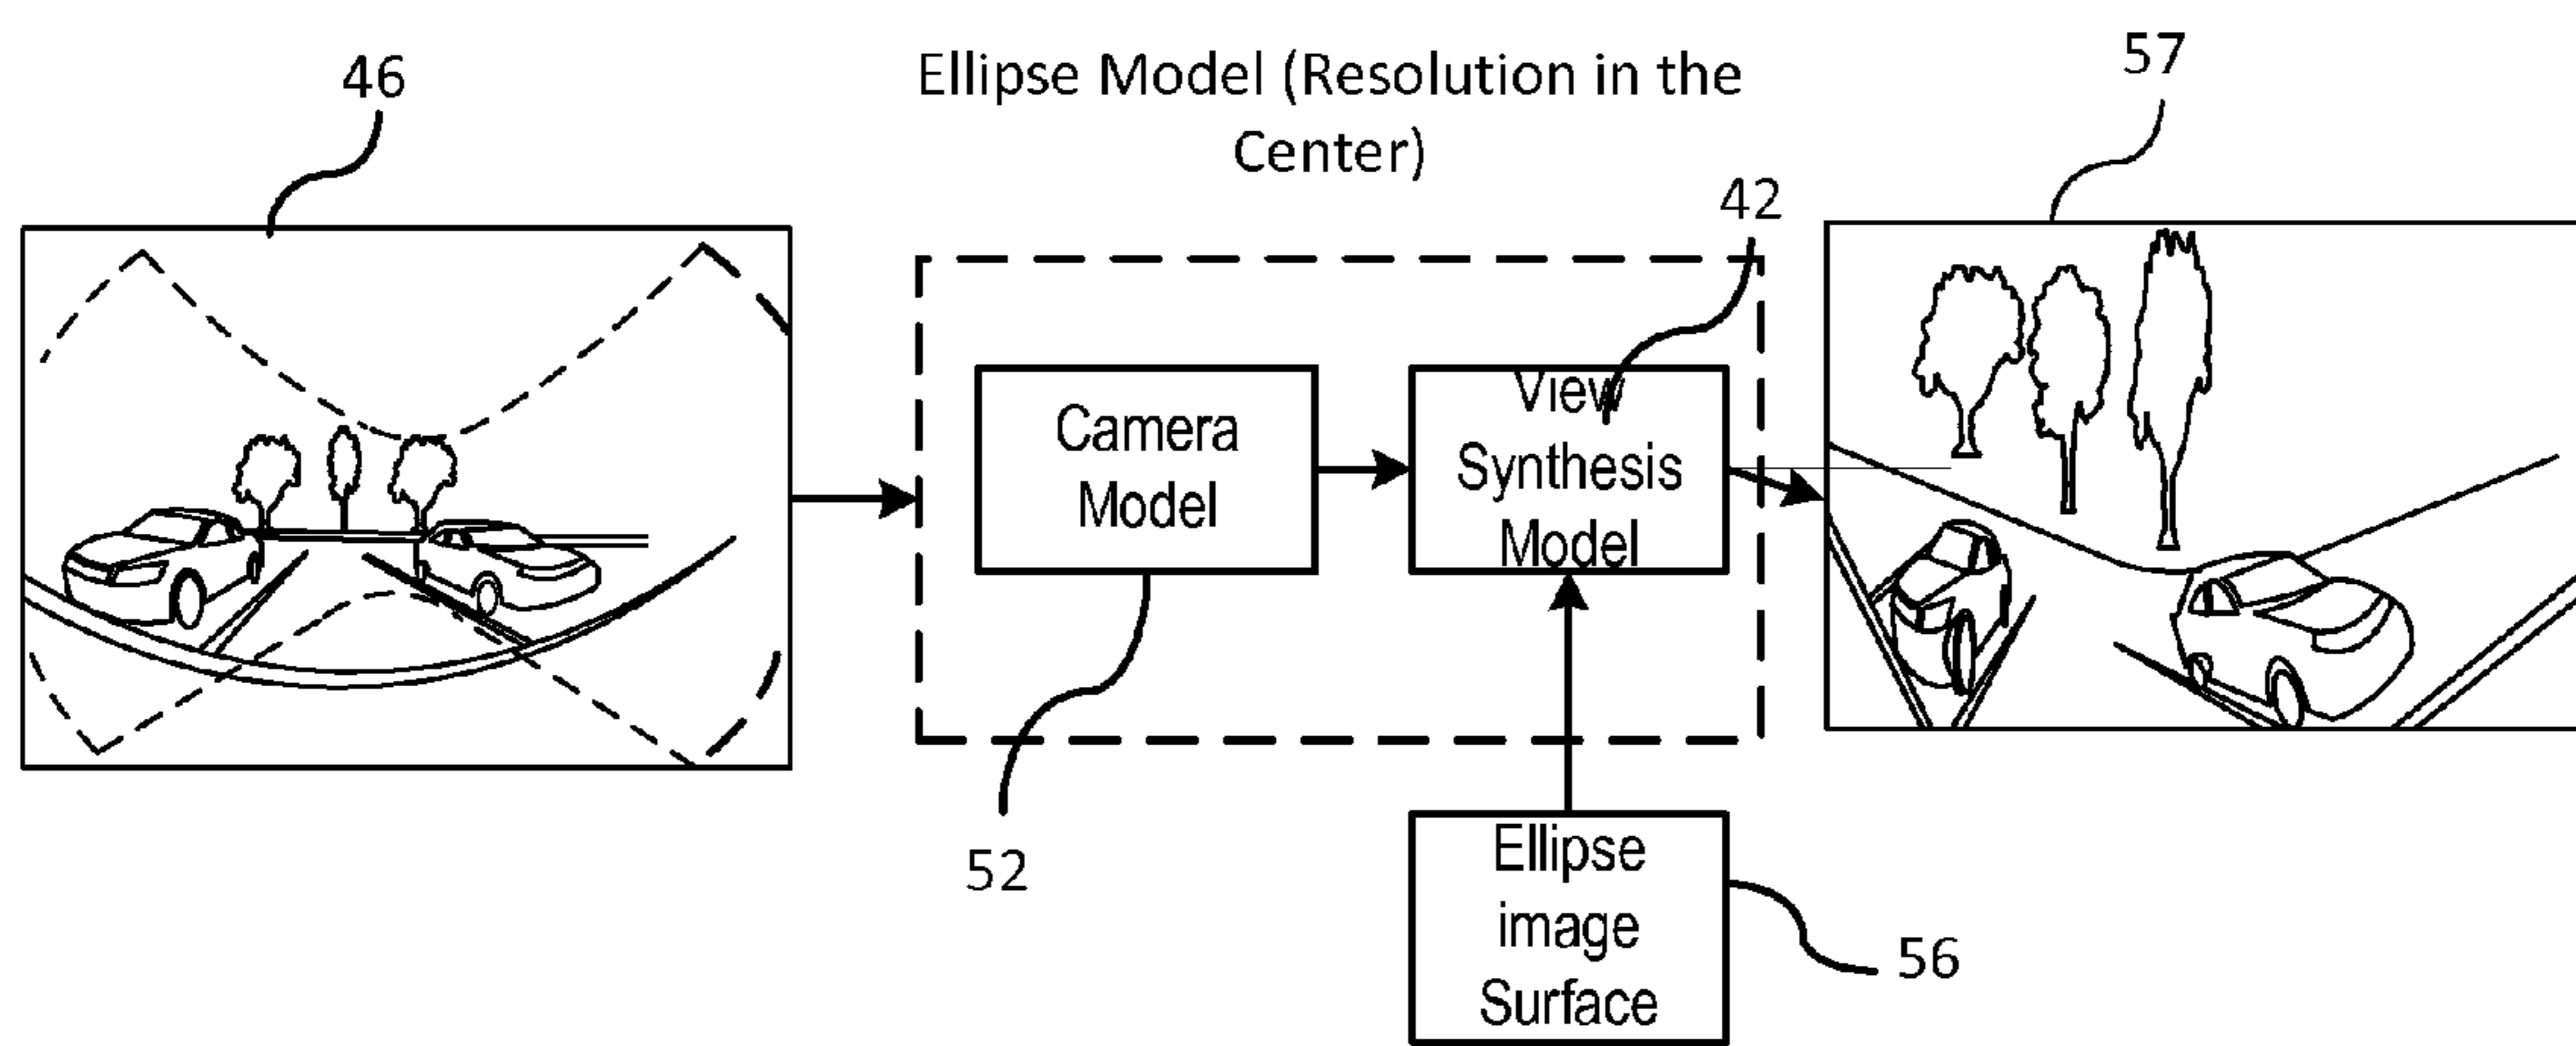 46
Ellipse Model (Resolution in the
Center)
57
42
Camera
Model
View
Synthesis
Model
52
Ellipse
image
Surface
56